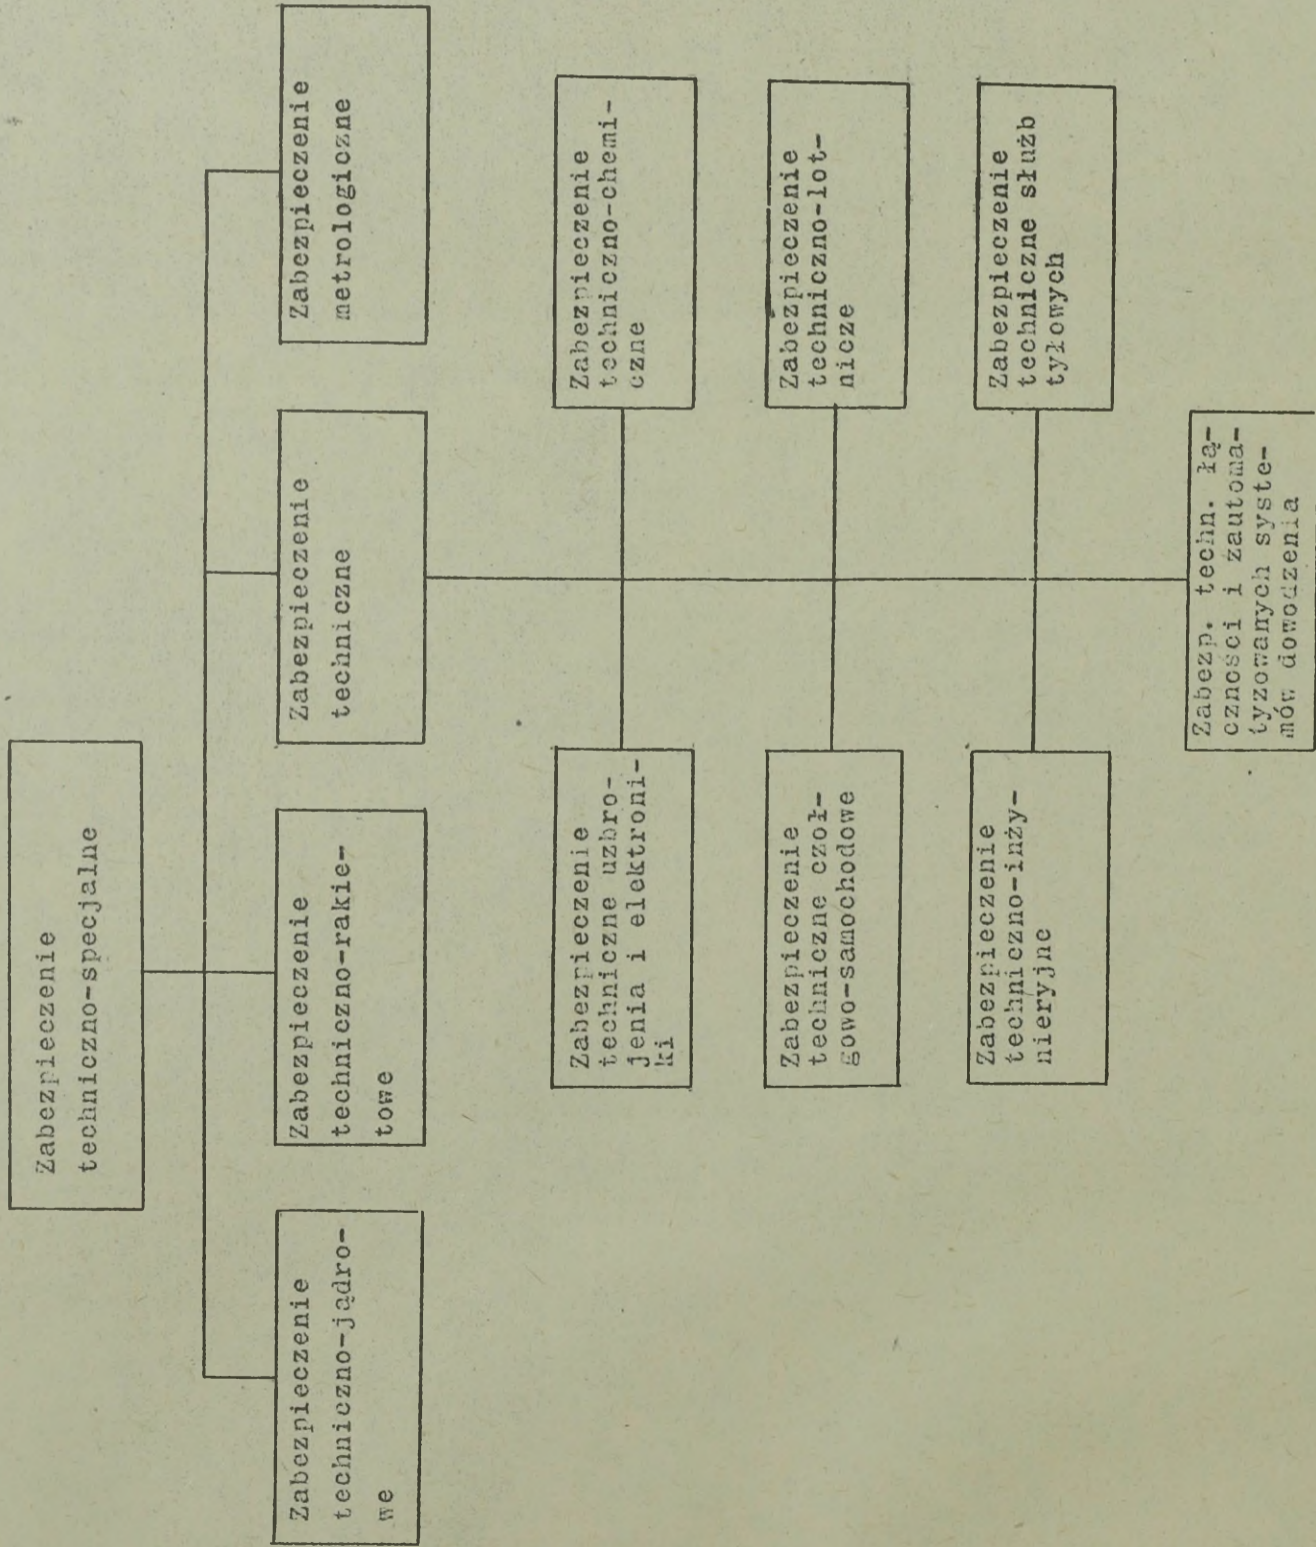 Zabezpieczenie
techniczno-specjalne
Zabezpieczenie
techniczno-jądro-
we
Zabezpieczenie
techniczno-rakie-
towe
Zabezpieczenie
techniczne
Zabezpieczenie
metrologiczne
Zabezpieczenie
techniczne uzbro-
jenia i elektroni-
ki
Zabezpieczenie
techniczno-chemi-
czne
Zabezpieczenie
techniczne czoł-
gowo-samochodowe
Zabezpieczenie
techniczno-lot-
nicze
Zabezpieczenie
techniczno-inży-
nieryjne
Zabezpieczenie
techniczne służb
tyłowych
Zabezp. techn. łą-
czności i zautoma-
tyzowanych syste-
mów dowodzenia